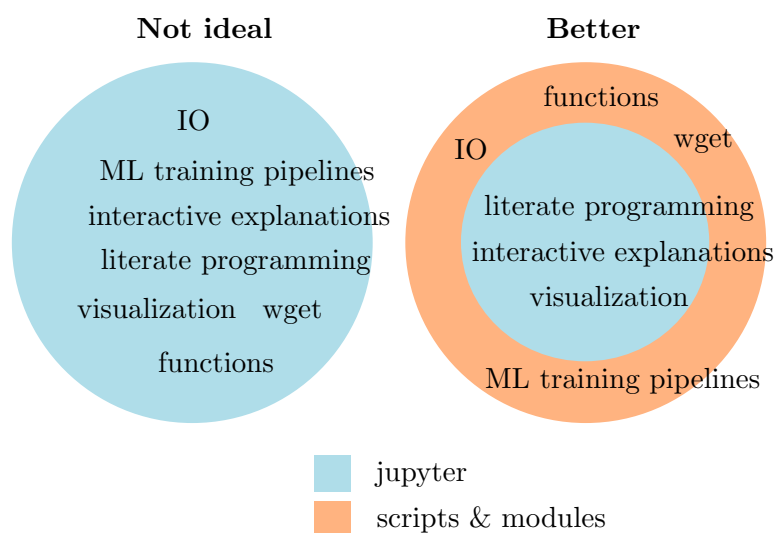 Not ideal
IO
ML training pipelines
interactive explanations
literate programming
visualization wget
functions
Better
functions
wget
IO
literate programming
interactive explanations
visualization
ML training pipelines
jupyter
scripts & modules